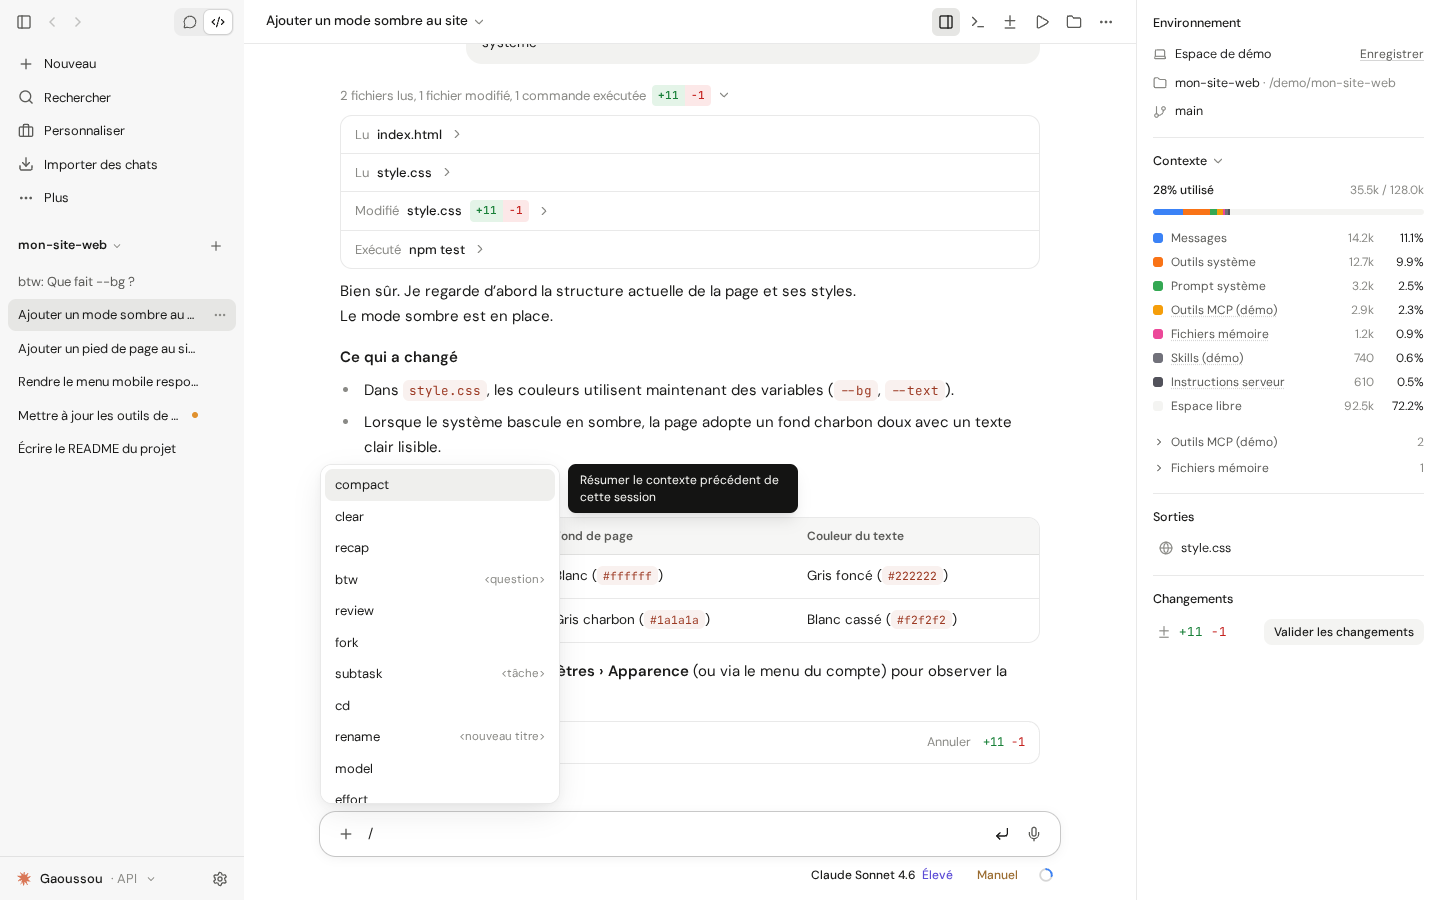 Nouveau
Rechercher
Personnaliser
Importer des chats
Plus
mon-site-web
btw: Que fait --bg ?
Ajouter un mode sombre au ...
Ajouter un pied de page au si...
Rendre le menu mobile respo...
Mettre à jour les outils de ...
Écrire le README du projet
Gaoussou · API
Ajouter un mode sombre au site
système
2 fichiers lus, 1 fichier modifié, 1 commande exécutée +11 -1
Lu index.html
Lu style.css
Modifié style.css +11 -1
Exécuté npm test
Bien sûr. Je regarde d’abord la structure actuelle de la page et ses styles.
Le mode sombre est en place.
Ce qui a changé
Dans style.css, les couleurs utilisent maintenant des variables (--bg, --text).
Lorsque le système bascule en sombre, la page adopte un fond charbon doux avec un texte
clair lisible.
compact
clear
recap
btw <question>
review
fork
subtask <tâche>
cd
rename <nouveau titre>
model
effort
Résumer le contexte précédent de
cette session
ond de page Couleur du texte
Blanc (#ffffff) Gris foncé (#222222)
Gris charbon (#1a1a1a) Blanc cassé (#f2f2f2)
ètres › Apparence (ou via le menu du compte) pour observer la
Annuler +11 -1
/
Claude Sonnet 4.6 Élevé Manuel
Environnement
Espace de démo Enregistrer
mon-site-web · /demo/mon-site-web
main
Contexte
28% utilisé 35.5k / 128.0k
Messages 14.2k 11.1%
Outils système 12.7k 9.9%
Prompt système 3.2k 2.5%
Outils MCP (démo) 2.9k 2.3%
Fichiers mémoire 1.2k 0.9%
Skills (démo) 740 0.6%
Instructions serveur 610 0.5%
Espace libre 92.5k 72.2%
Outils MCP (démo) 2
Fichiers mémoire 1
Sorties
style.css
Changements
+11 -1 Valider les changements